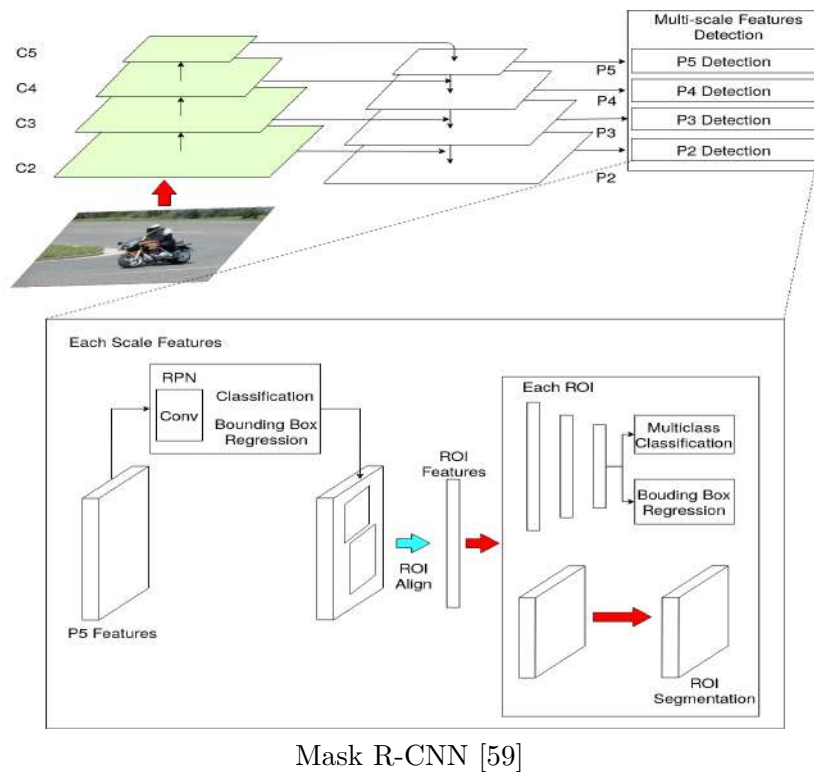 Multi-scale Features
Detection
C5
P5
P5 Detection
C4
P4
P4 Detection
C3
P3
P3 Detection
C2
P2
P2 Detection
Each Scale Features
RPN
Conv
Classification
Bounding Box
Regression
P5 Features
ROI
Align
ROI
Features
Each ROI
Multiclass
Classification
Bouding Box
Regression
ROI
Segmentation
Mask R-CNN [59]